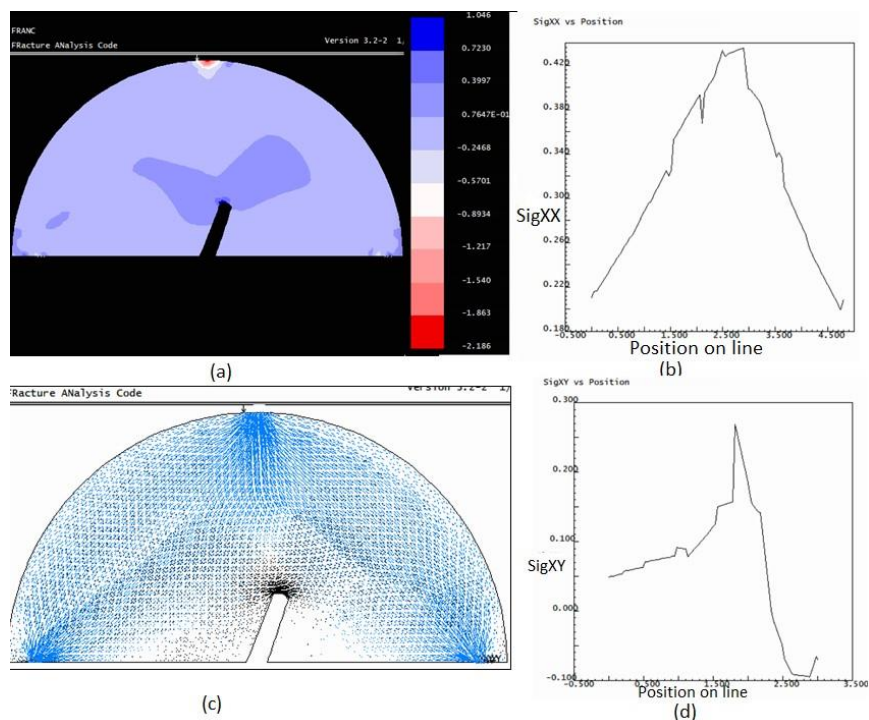 FRANC
FRacture ANalysis Code
Version 3.2-2 1/
1.046
0.7230
0.3997
0.7647E-01
-0.2468
-0.5701
-0.8934
-1.217
-1.540
-1.863
-2.186
(a)
SigXX vs Position
0.420
0.380
0.340
0.300
0.260
0.220
0.180
SigXX
-0.500 0.500 1.500 2.500 3.500 4.500
Position on line
(b)
FRacture ANalysis Code
Version 3.2-2 1/
(c)
SigXY vs Position
0.300
0.200
0.100
0.000
-0.100
SigXY
-0.500 0.500 1.500 2.500 3.500
Position on line
(d)